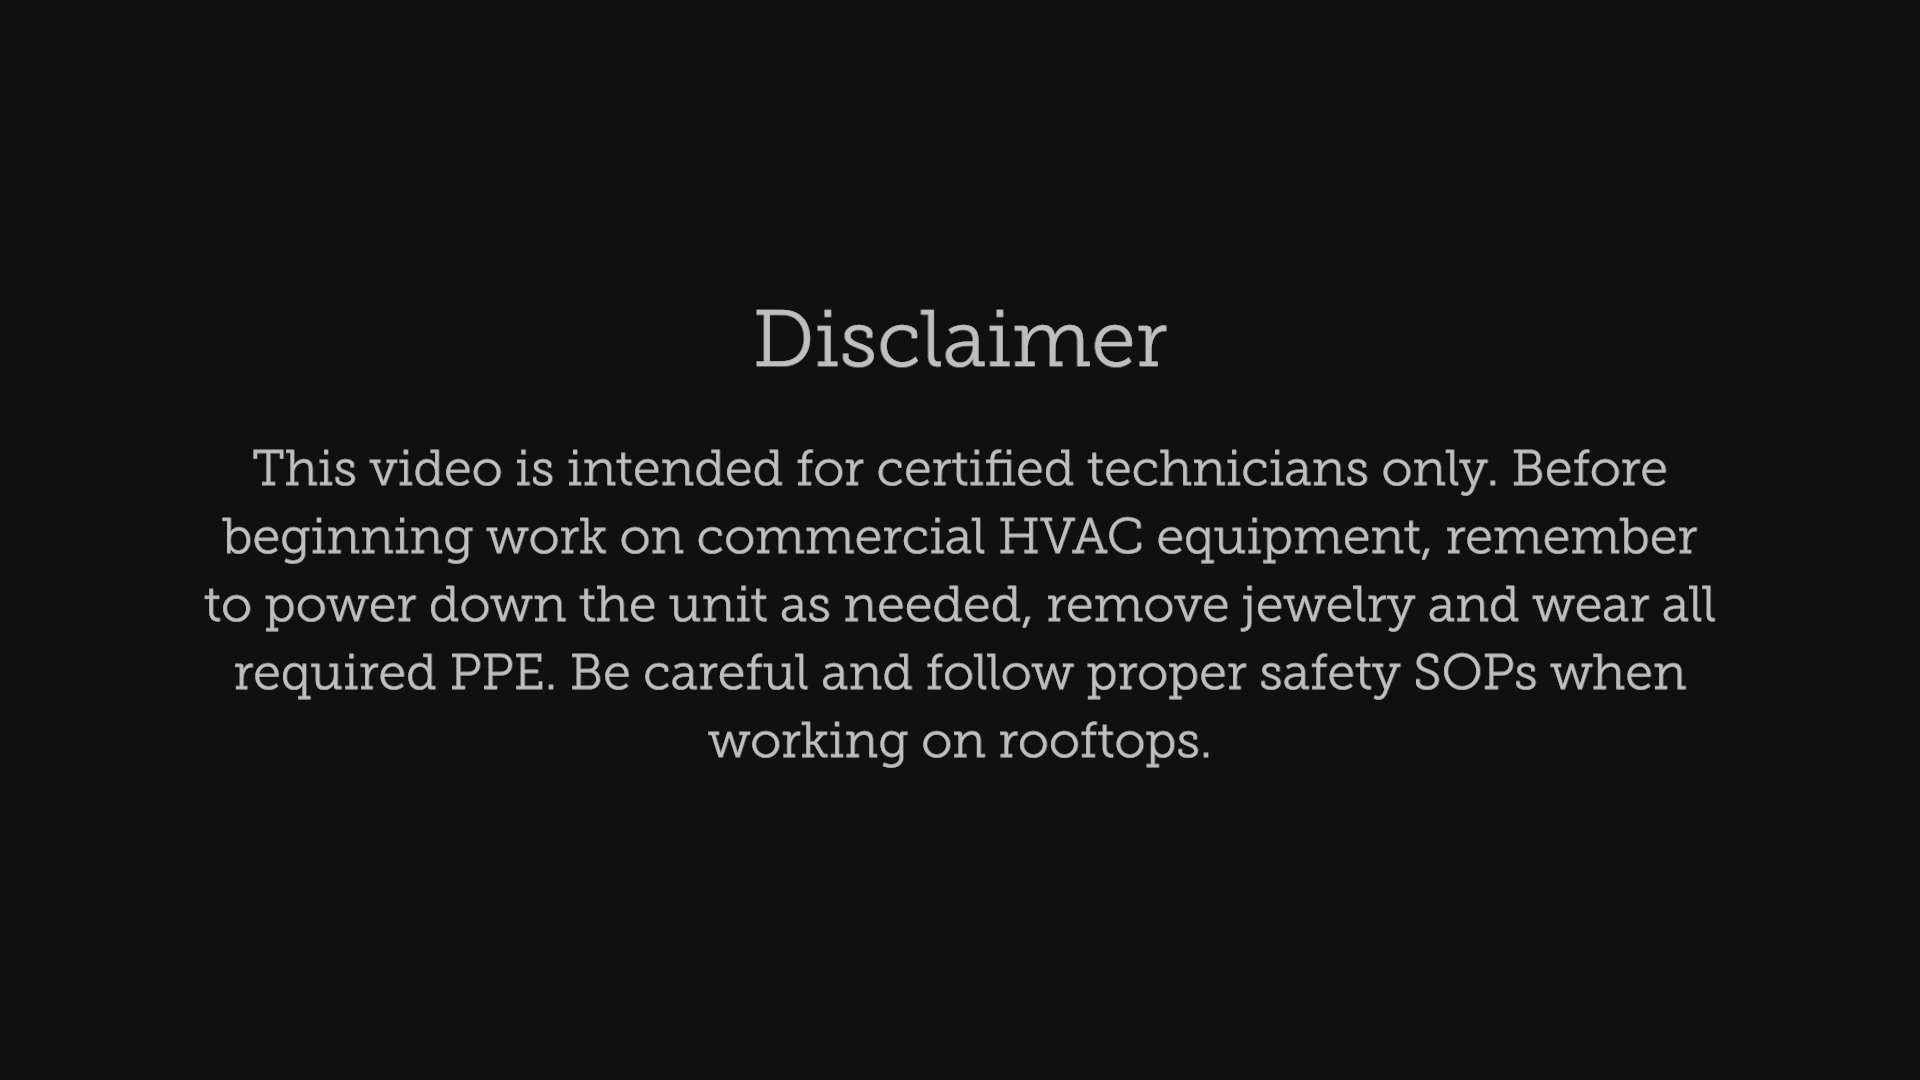 Disclaimer
This video is intended for certified technicians only. Before
beginning work on commercial HVAC equipment, remember
to power down the unit as needed, remove jewelry and wear all
required PPE. Be careful and follow proper safety SOPs when
working on rooftops.